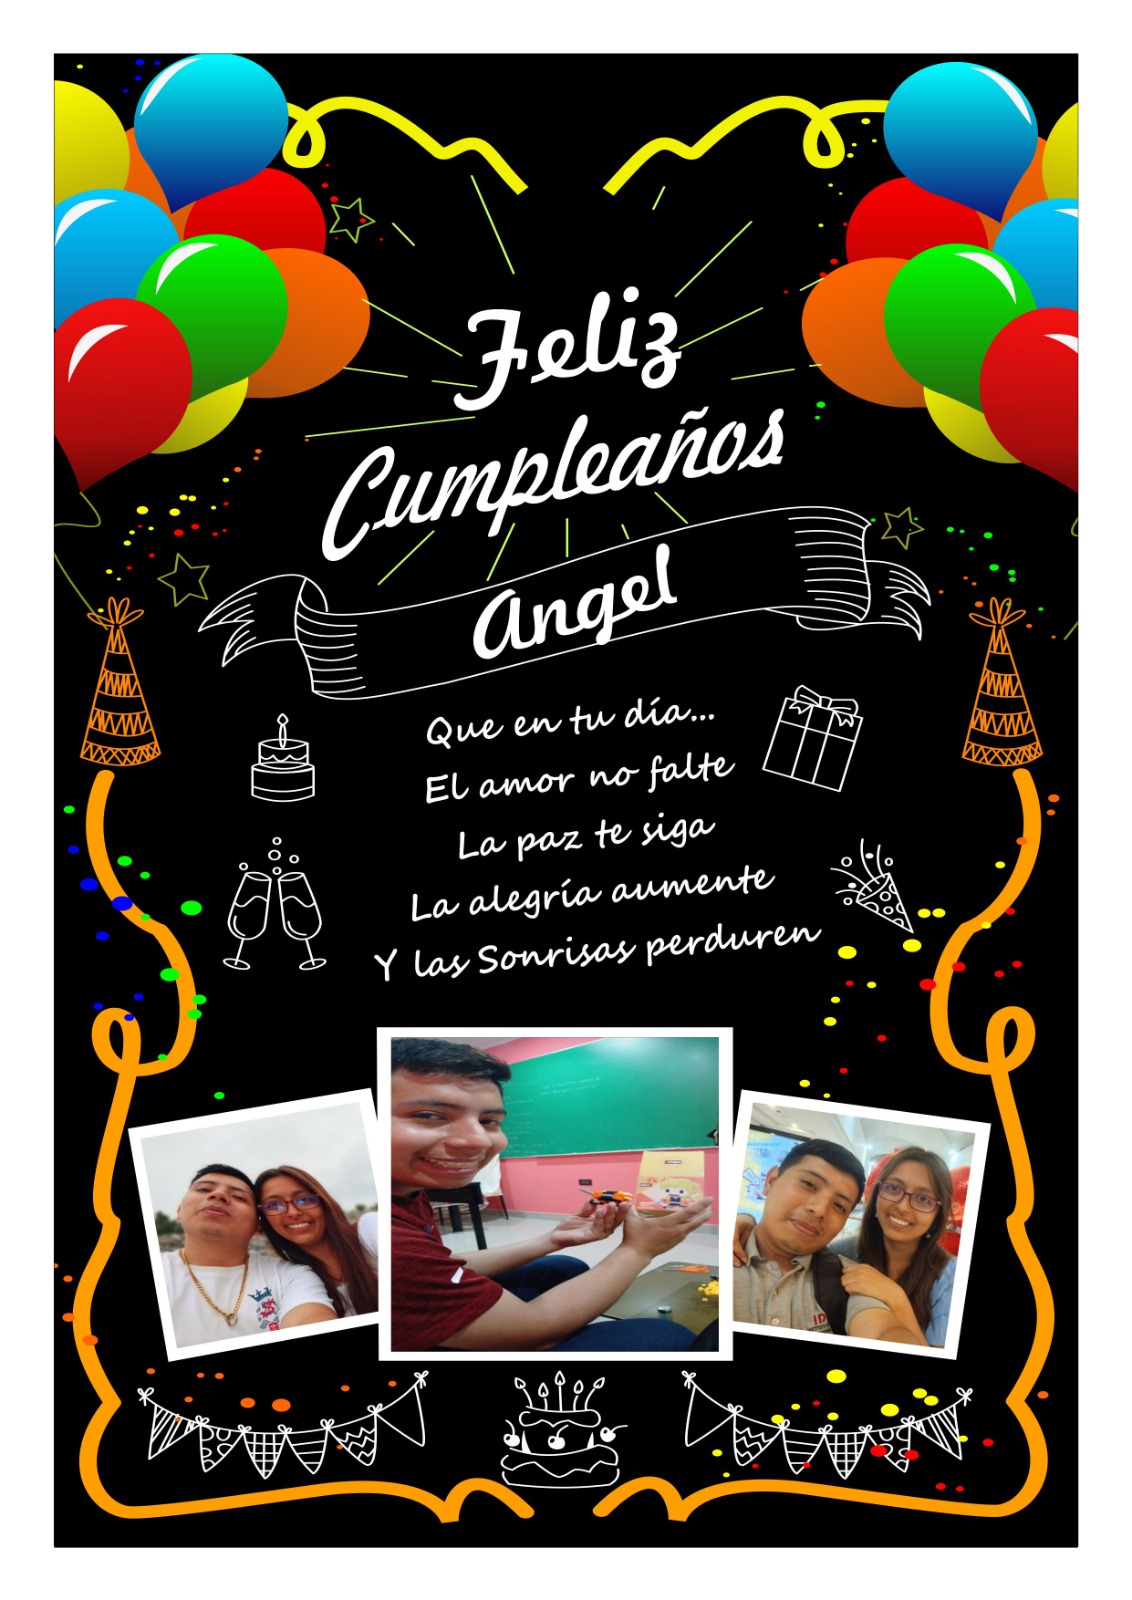 Feliz
Cumpleaños
Angel
Que en tu día...
El amor no falte
La paz te siga
La alegría aumente
Y las Sonrisas perduren